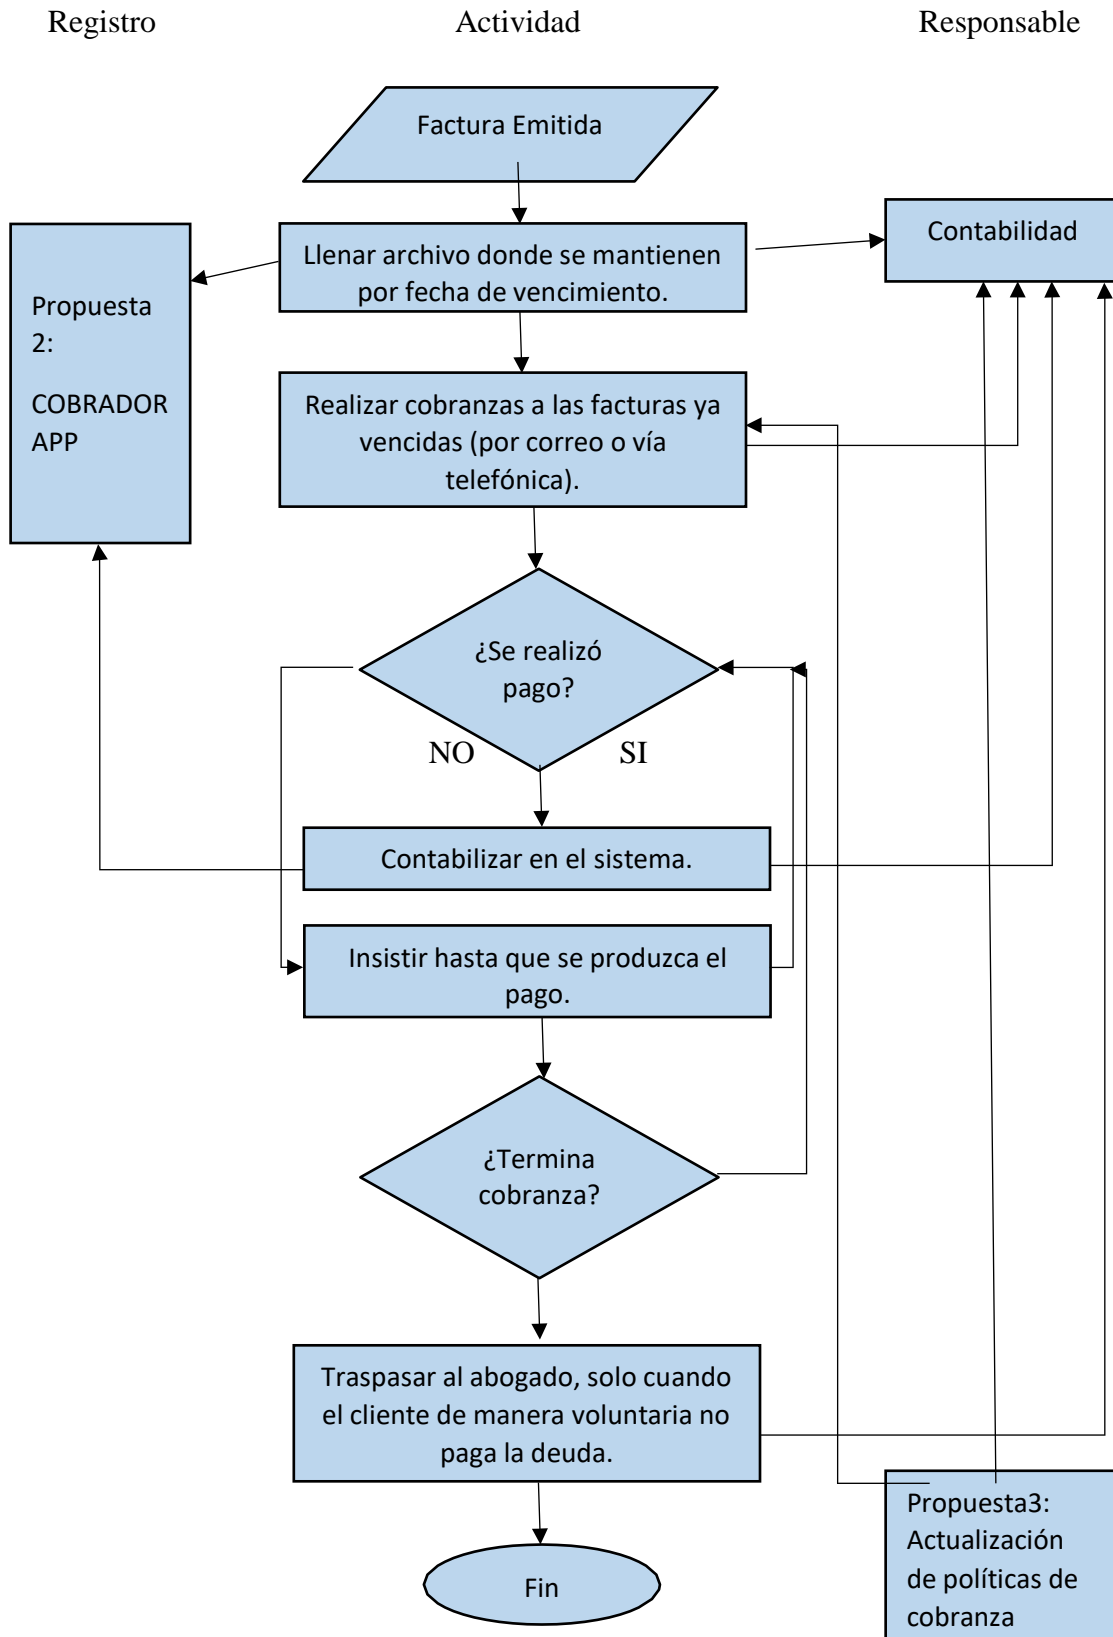 Registro
Actividad
Responsable
Factura Emitida
Llenar archivo donde se mantienen
por fecha de vencimiento.
Contabilidad
Propuesta
2:
COBRADOR
APP
Realizar cobranzas a las facturas ya
vencidas (por correo o vía
telefónica).
¿Se realizó
pago?
NO
SI
Contabilizar en el sistema.
Insistir hasta que se produzca el
pago.
¿Termina
cobranza?
Traspasar al abogado, solo cuando
el cliente de manera voluntaria no
paga la deuda.
Propuesta3:
Actualización
de políticas de
cobranza
Fin